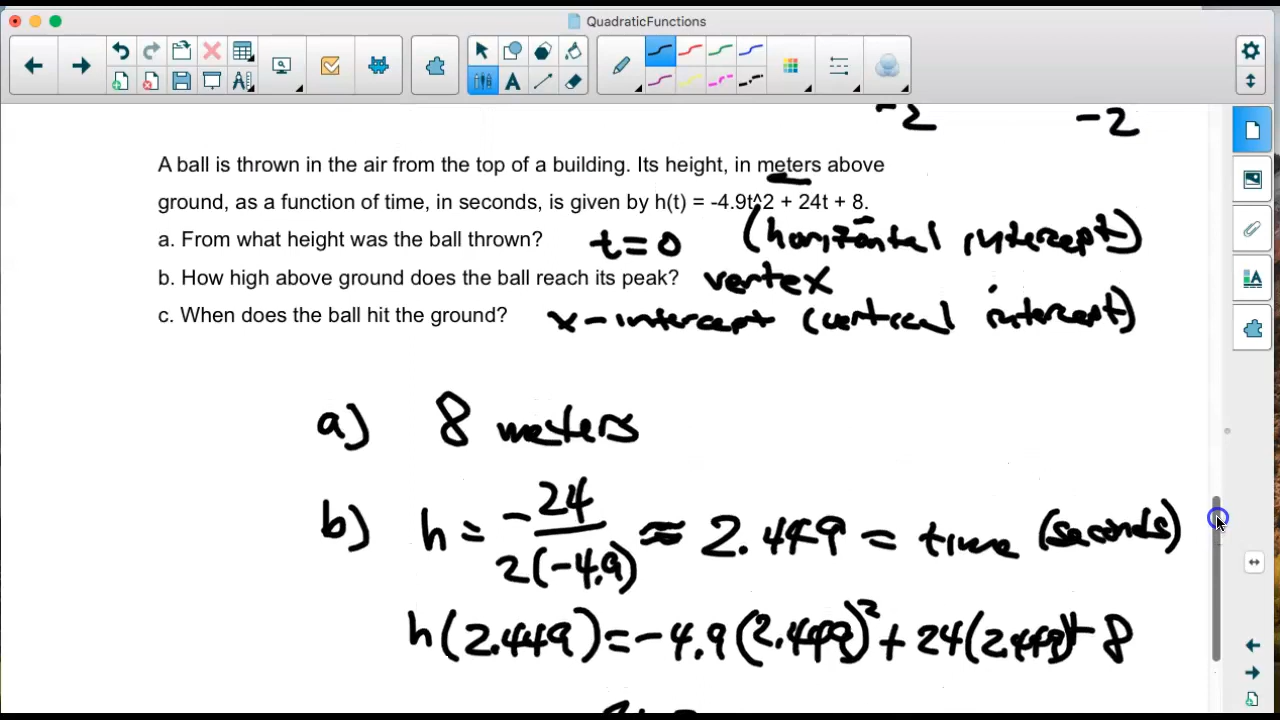 QuadraticFunctions
-2 -2
A ball is thrown in the air from the top of a building. Its height, in meters above
ground, as a function of time, in seconds, is given by h(t) = -4.9t^2 + 24t + 8.
a. From what height was the ball thrown? t=0 (horizontal intercept)
b. How high above ground does the ball reach its peak? vertex
c. When does the ball hit the ground? x-intercept (vertical intercept)
a) 8 meters
b) h = -24/2(-4.9) ≈ 2.449 = time (seconds)
h(2.449)=-4.9(2.449)²+24(2.449)+8